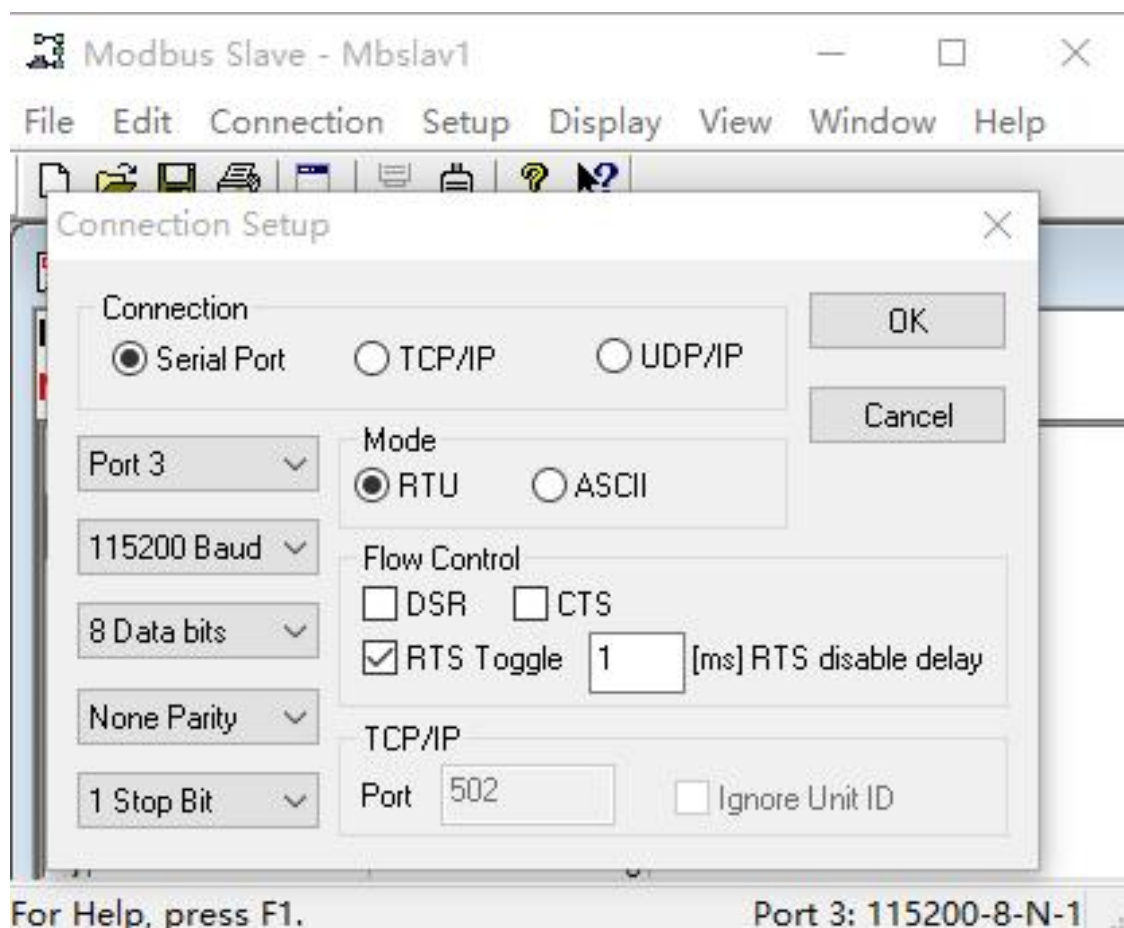 Modbus Slave - Mbslav1
File Edit Connection Setup Display View Window Help
Connection Setup
Connection
Serial Port TCP/IP UDP/IP
OK
Cancel
Port 3
Mode
RTU ASCII
115200 Baud
Flow Control
DSR CTS
8 Data bits
RTS Toggle 1 [ms] RTS disable delay
None Parity
TCP/IP
1 Stop Bit
Port 502 Ignore Unit ID
For Help, press F1. Port 3: 115200-8-N-1